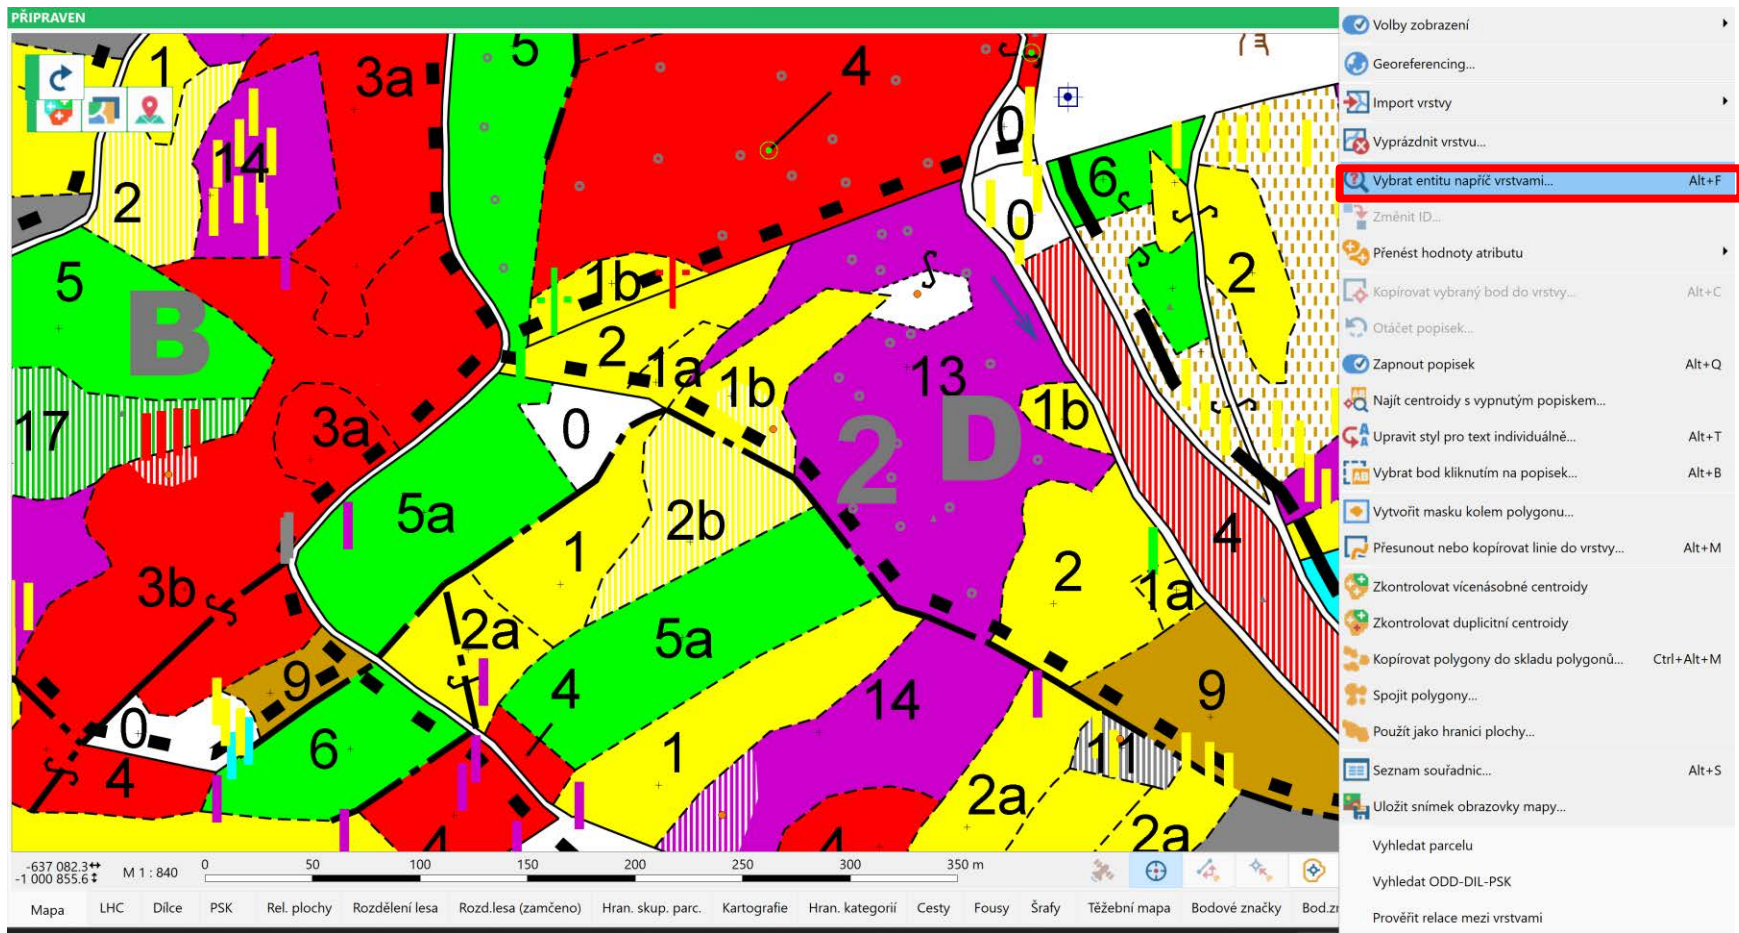 PŘIPRAVEN
Volby zobrazení
Georeferencing...
Import vrstvy
Vyprázdnit vrstvu...
Vybrat entitu napříč vrstvami... Alt+F
Změnit ID...
Přenést hodnoty atributu
Kopírovat vybraný bod do vrstvy... Alt+C
Otáčet popisek...
Zapnout popisek Alt+Q
Najít centroidy s vypnutým popiskem...
Upravit styl pro text individuálně... Alt+T
Vybrat bod kliknutím na popisek... Alt+B
Vytvořit masku kolem polygonu...
Přesunout nebo kopírovat linie do vrstvy... Alt+M
Zkontrolovat vícenásobné centroidy
Zkontrolovat duplicitní centroidy
Kopírovat polygony do skladu polygonů... Ctrl+Alt+M
Spojit polygony...
Použít jako hranici plochy...
Seznam souřadnic... Alt+S
Uložit snímek obrazovky mapy...
Vyhledat parcelu
Vyhledat ODD-DIL-PSK
Prověřit relace mezi vrstvami
1 3a 5 4
14 0 6
2 0
5 1b 2
B 2 1a 1b 13 1b
17 3a 0 2 D
5a 2b 4
1 2
3b 1a
2a 5a
9 4 14 9
0 6 1 11
4 2a
4 4 2a
-637 082.3
-1 000 855.6
M 1 : 840
0 50 100 150 200 250 300 350 m
Mapa LHC Dílce PSK Rel. plochy Rozdělení lesa Rozd.lesa (zamčeno) Hran. skup. parc. Kartografie Hran. kategorií Cesty Fousy Šrafy Těžební mapa Bodové značky